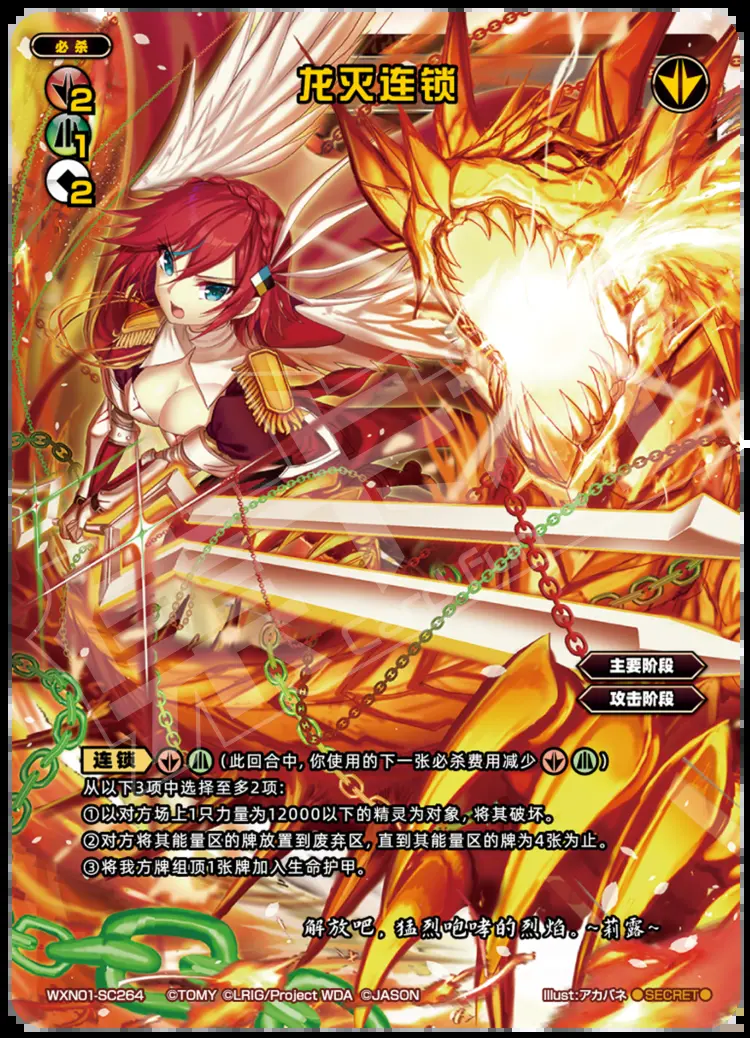 必杀
龙灭连锁
2
1
2
主要阶段
攻击阶段
连锁 (此回合中, 你使用的下一张必杀费用减少)
从以下3项中选择至多2项:
①以对方场上1只力量为12000以下的精灵为对象, 将其破坏。
②对方将其能量区的牌放置到废弃区, 直到其能量区的牌为4张为止。
③将我方牌组顶1张牌加入生命护甲。
解放吧, 猛烈咆哮的烈焰。~莉露~
WXN01-SC264 ©TOMY ©LRIG/Project WDA ©JASON Illust:アカバネ ●SECRET●